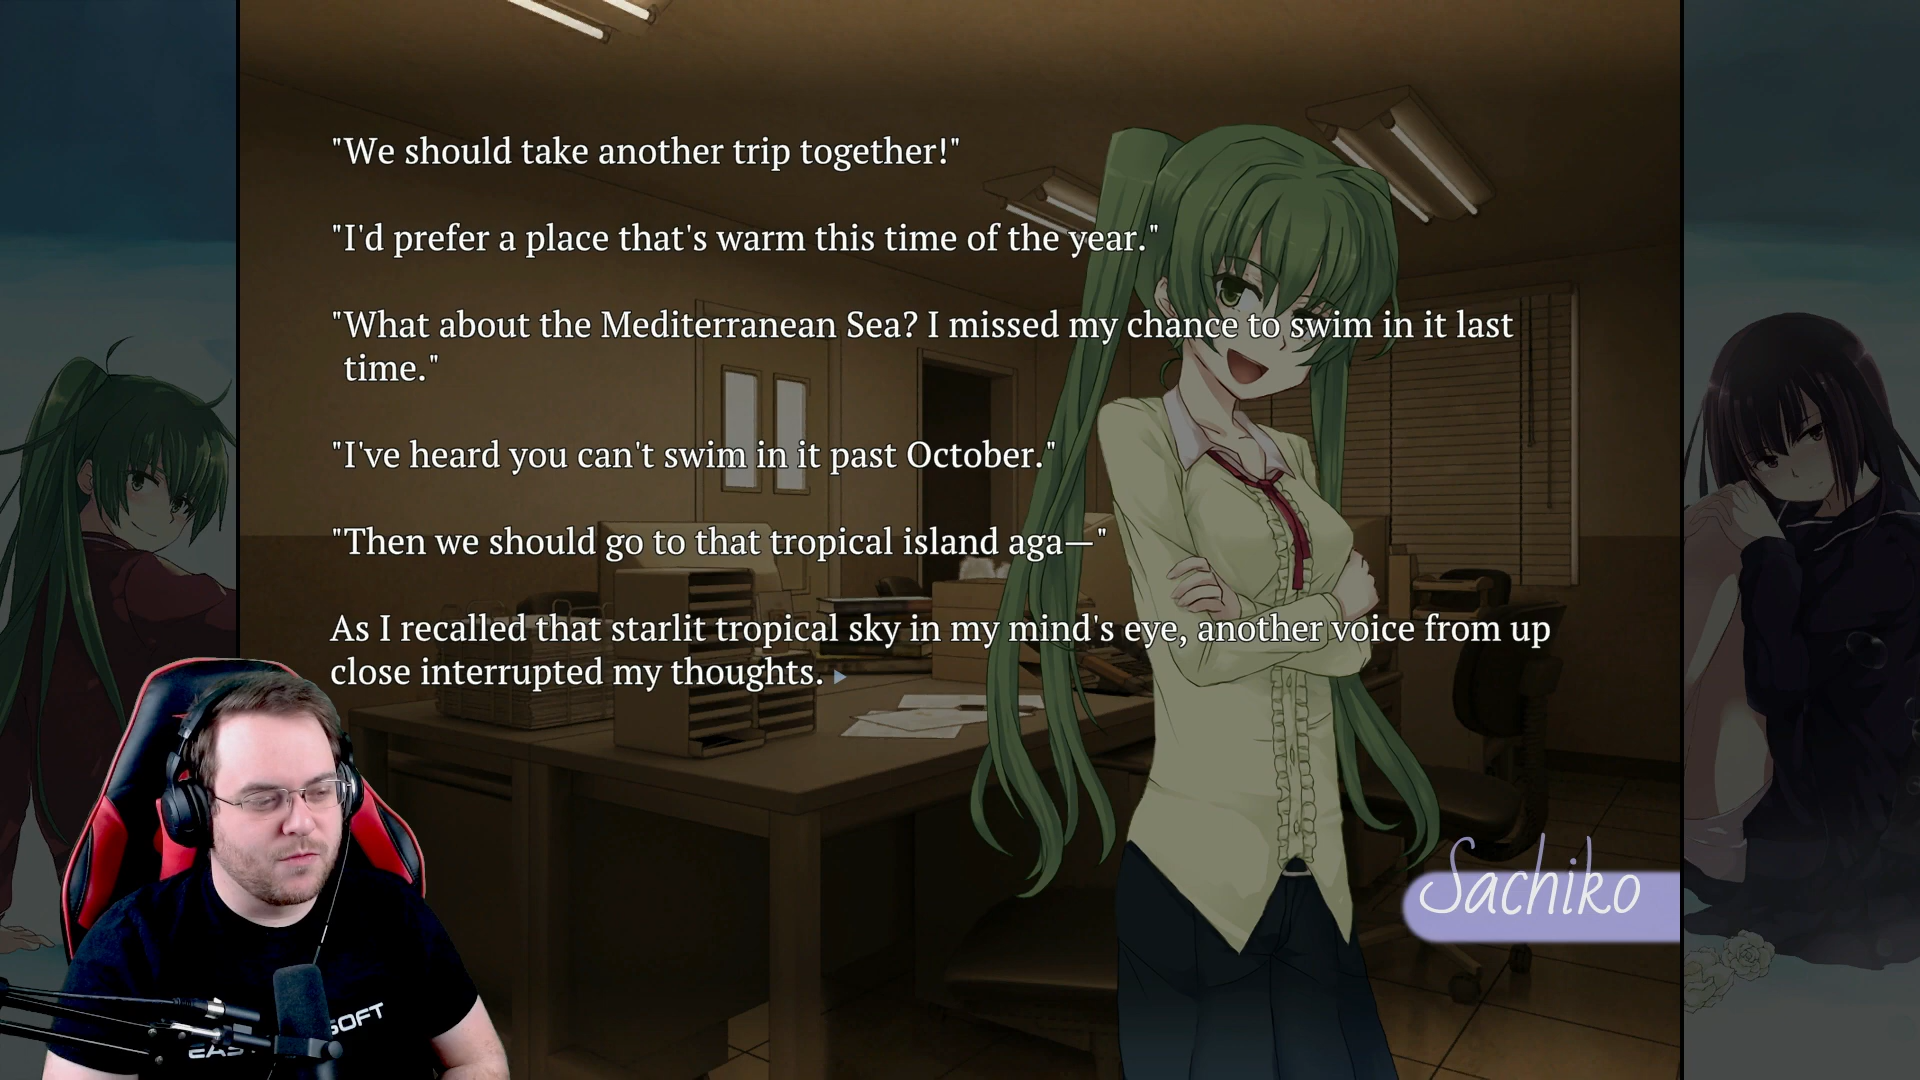 "We should take another trip together!"
"I'd prefer a place that's warm this time of the year."
"What about the Mediterranean Sea? I missed my chance to swim in it last
time."
"I've heard you can't swim in it past October."
"Then we should go to that tropical island aga—"
As I recalled that starlit tropical sky in my mind's eye, another voice from up
close interrupted my thoughts.
Sachiko